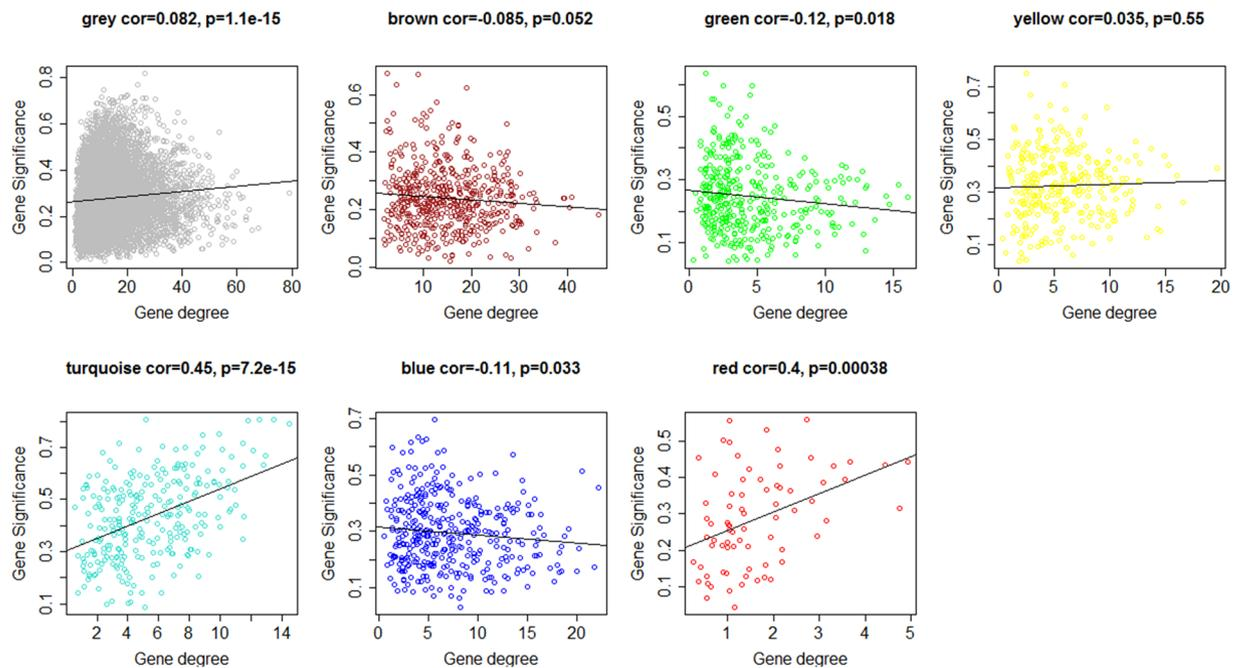 grey cor=0.082, p=1.1e-15
Gene Significance
0.0 0.2 0.4 0.6 0.8
0 20 40 60 80
Gene degree
brown cor=-0.085, p=0.052
Gene Significance
0.0 0.2 0.4 0.6
10 20 30 40
Gene degree
green cor=-0.12, p=0.018
Gene Significance
0.1 0.3 0.5
0 5 10 15
Gene degree
yellow cor=0.035, p=0.55
Gene Significance
0.1 0.3 0.5 0.7
0 5 10 15 20
Gene degree
turquoise cor=0.45, p=7.2e-15
Gene Significance
0.1 0.3 0.5 0.7
2 4 6 8 10 14
Gene degree
blue cor=-0.11, p=0.033
Gene Significance
0.1 0.3 0.5 0.7
0 5 10 15 20
Gene degree
red cor=0.4, p=0.00038
Gene Significance
0.1 0.2 0.3 0.4 0.5
1 2 3 4 5
Gene degree